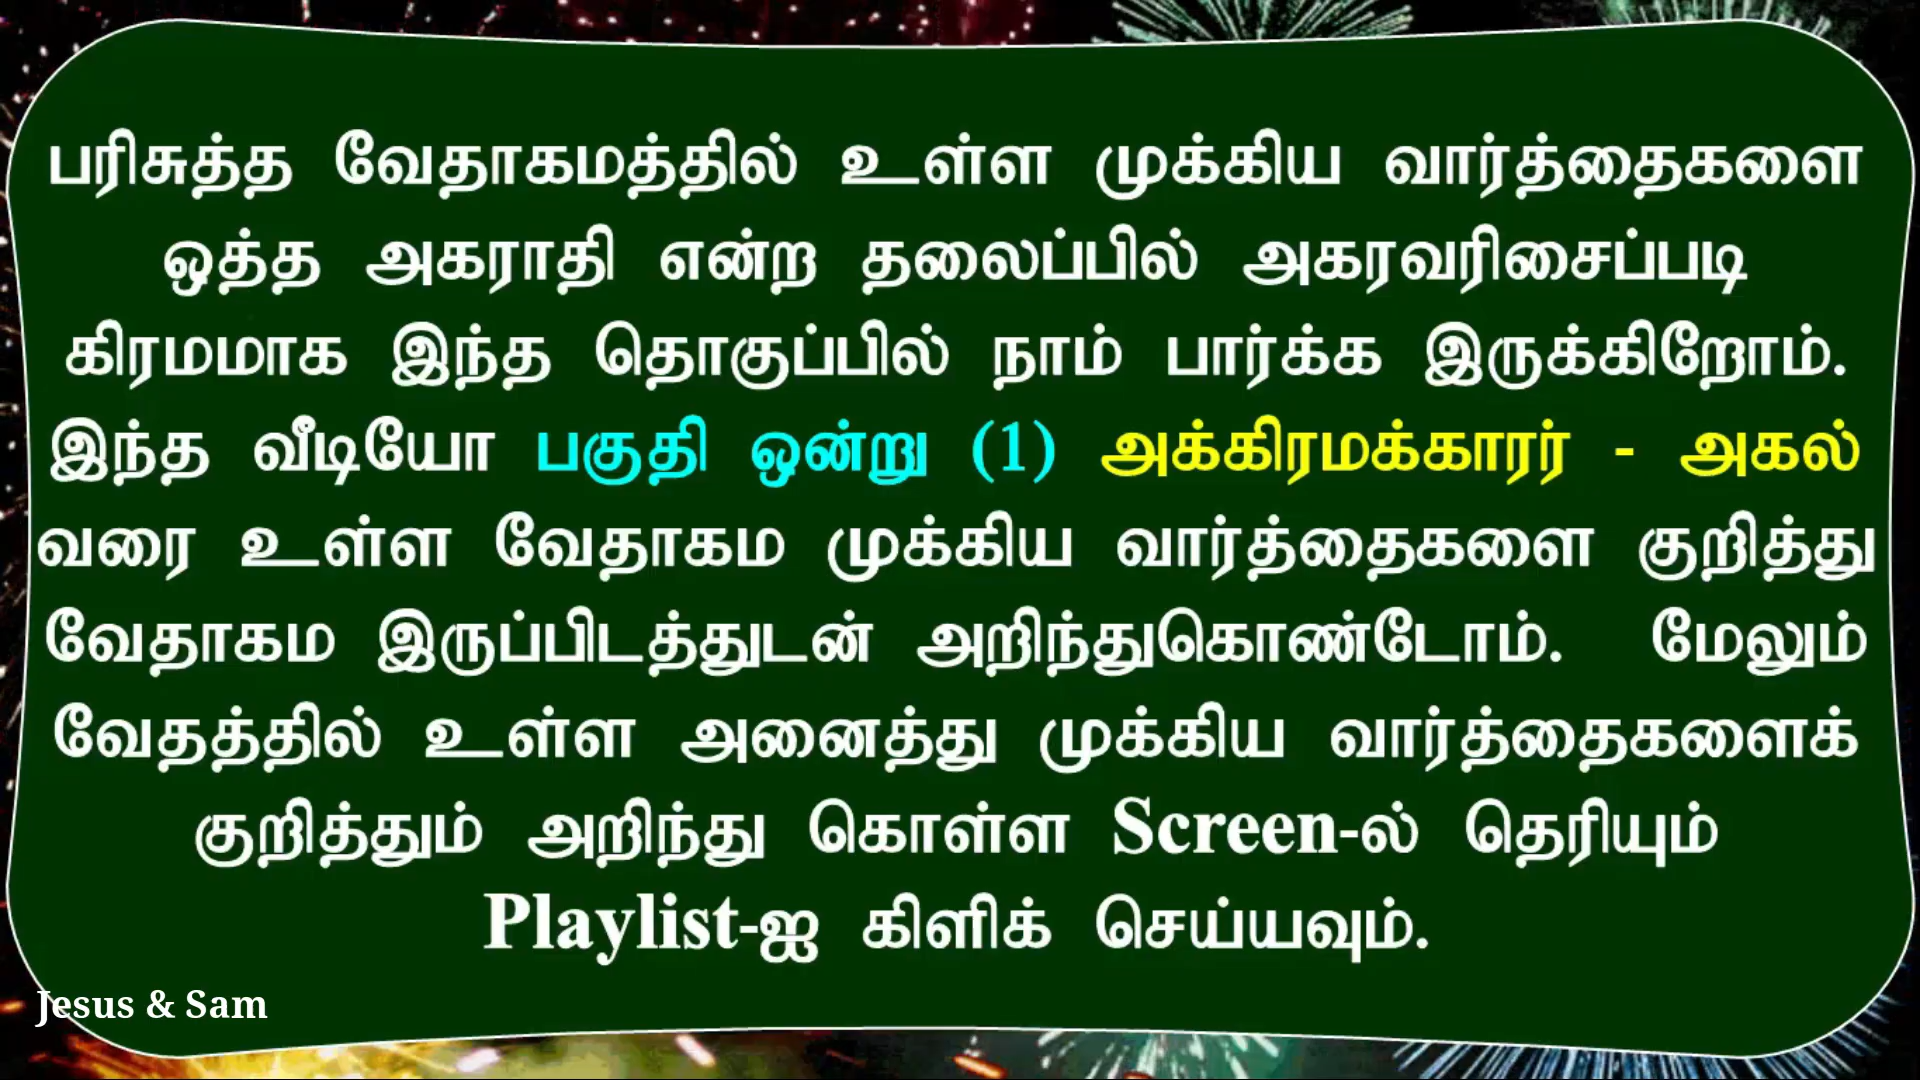 பரிசுத்த வேதாகமத்தில் உள்ள முக்கிய வார்த்தைகளை
ஒத்த அகராதி என்ற தலைப்பில் அகரவரிசைப்படி
கிரமமாக இந்த தொகுப்பில் நாம் பார்க்க இருக்கிறோம்.
இந்த வீடியோ பகுதி ஒன்று (1) அக்கிரமக்காரர் - அகல்
வரை உள்ள வேதாகம முக்கிய வார்த்தைகளை குறித்து
வேதாகம இருப்பிடத்துடன் அறிந்துகொண்டோம். மேலும்
வேதத்தில் உள்ள அனைத்து முக்கிய வார்த்தைகளைக்
குறித்தும் அறிந்து கொள்ள Screen-ல் தெரியும்
Playlist-ஐ கிளிக் செய்யவும்.
Jesus & Sam